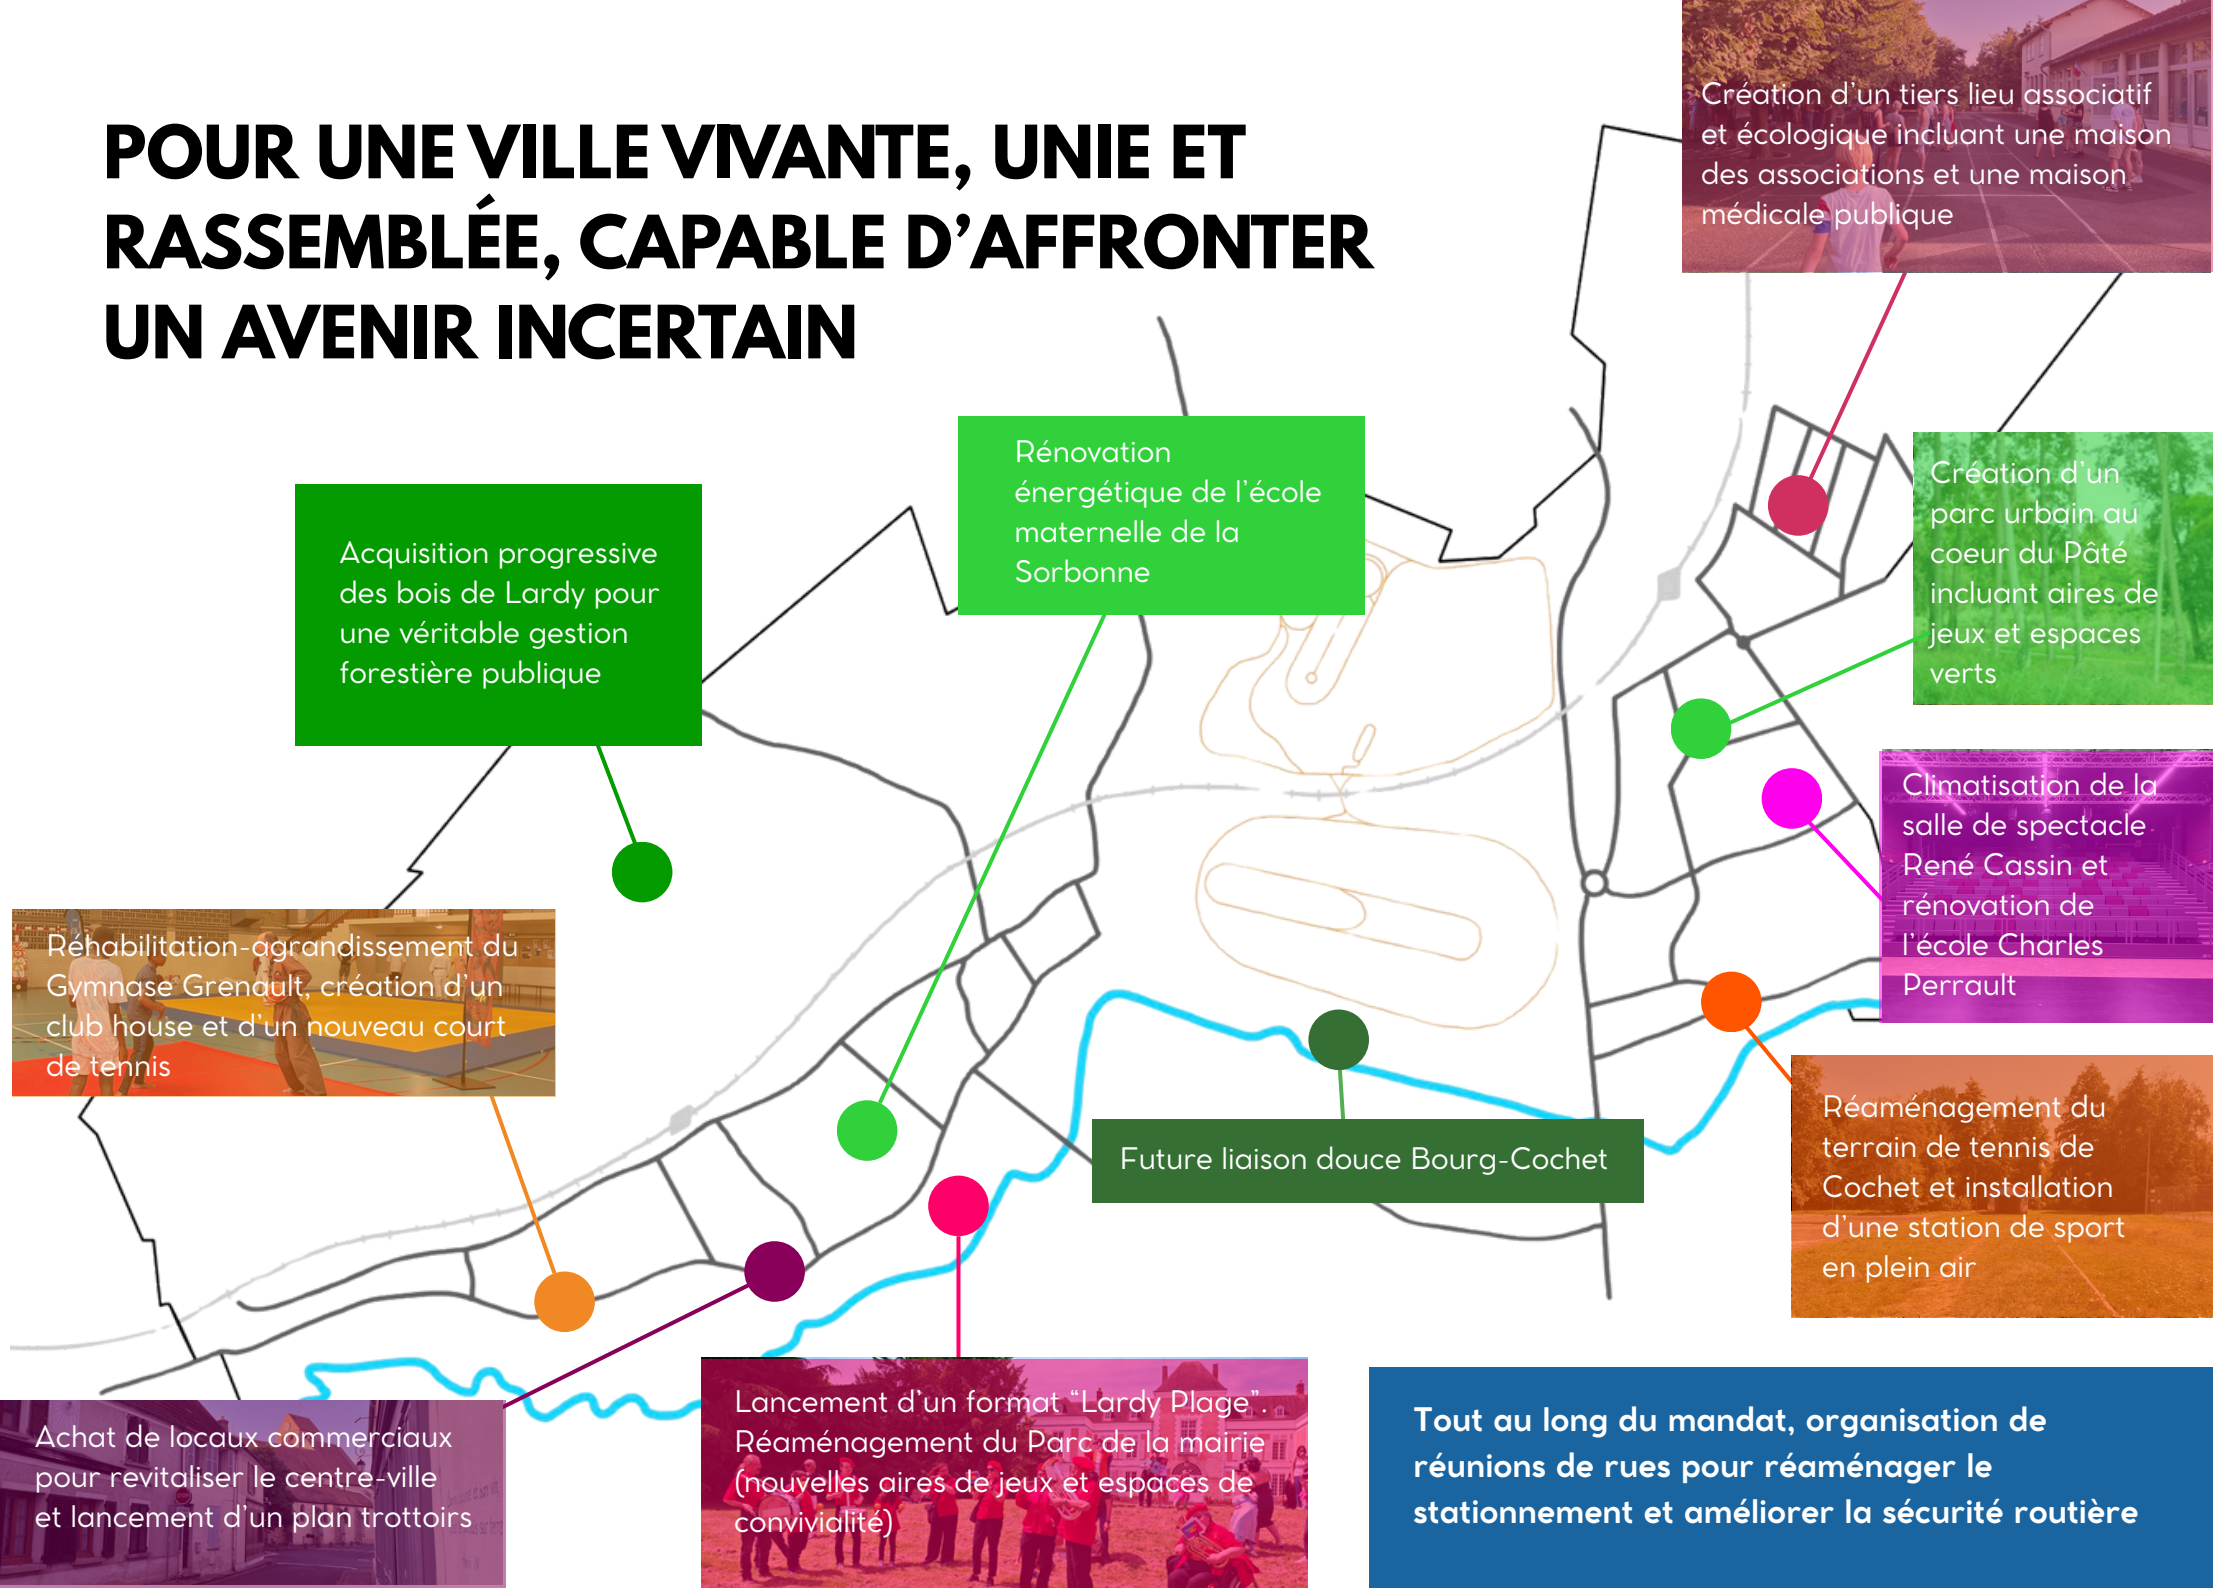 POUR UNE VILLE VIVANTE, UNIE ET
RASSEMBLÉE, CAPABLE D’AFFRONTER
UN AVENIR INCERTAIN
Création d’un tiers lieu associatif
et écologique incluant une maison
des associations et une maison
médicale publique
Rénovation
énergétique de l’école
maternelle de la
Sorbonne
Création d’un
parc urbain au
coeur du Pâté
incluant aires de
jeux et espaces
verts
Acquisition progressive
des bois de Lardy pour
une véritable gestion
forestière publique
Climatisation de la
salle de spectacle
René Cassin et
rénovation de
l’école Charles
Perrault
Réhabilitation-agrandissement du
Gymnase Grenault, création d’un
club house et d’un nouveau court
de tennis
Future liaison douce Bourg-Cochet
Réaménagement du
terrain de tennis de
Cochet et installation
d’une station de sport
en plein air
Achat de locaux commerciaux
pour revitaliser le centre-ville
et lancement d’un plan trottoirs
Lancement d’un format “Lardy Plage”.
Réaménagement du Parc de la mairie
(nouvelles aires de jeux et espaces de
convivialité)
Tout au long du mandat, organisation de
réunions de rues pour réaménager le
stationnement et améliorer la sécurité routière